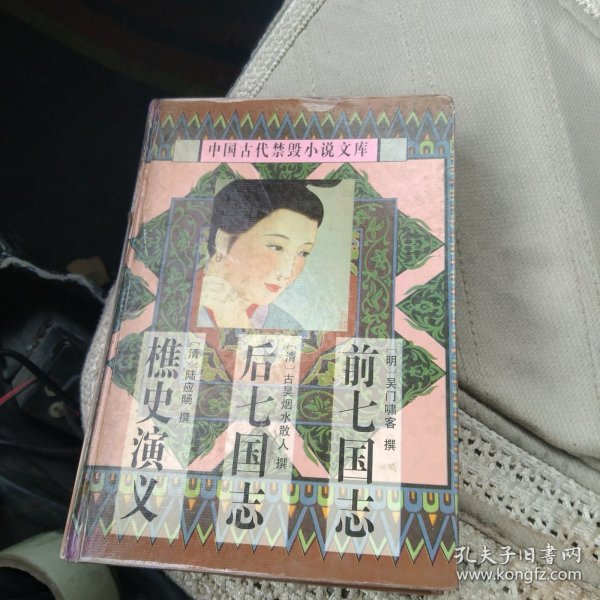 中国古代禁毁小说文库
前七国志
〔明〕吴门啸客 撰
后七国志
〔清〕古吴烟水散人 撰
樵史演义
〔清〕陆应旸 撰
孔夫子旧书网
www.kongfz.com